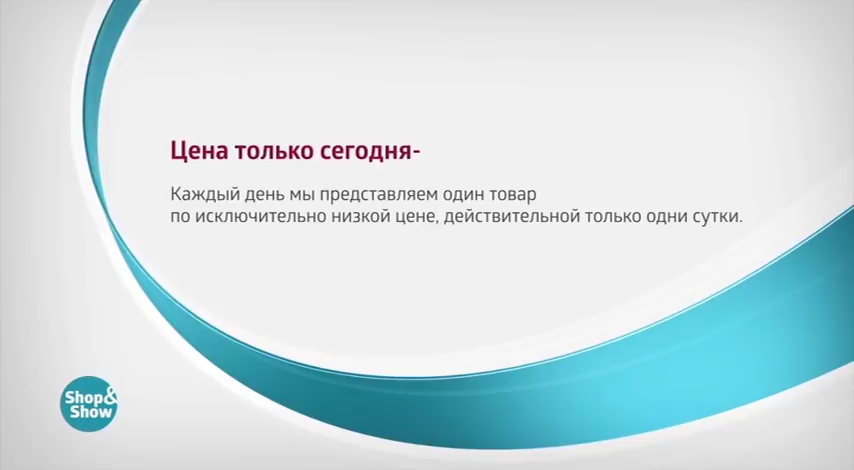 Цена только сегодня-
Каждый день мы представляем один товар
по исключительно низкой цене, действительной только одни сутки.
Shop&
Show